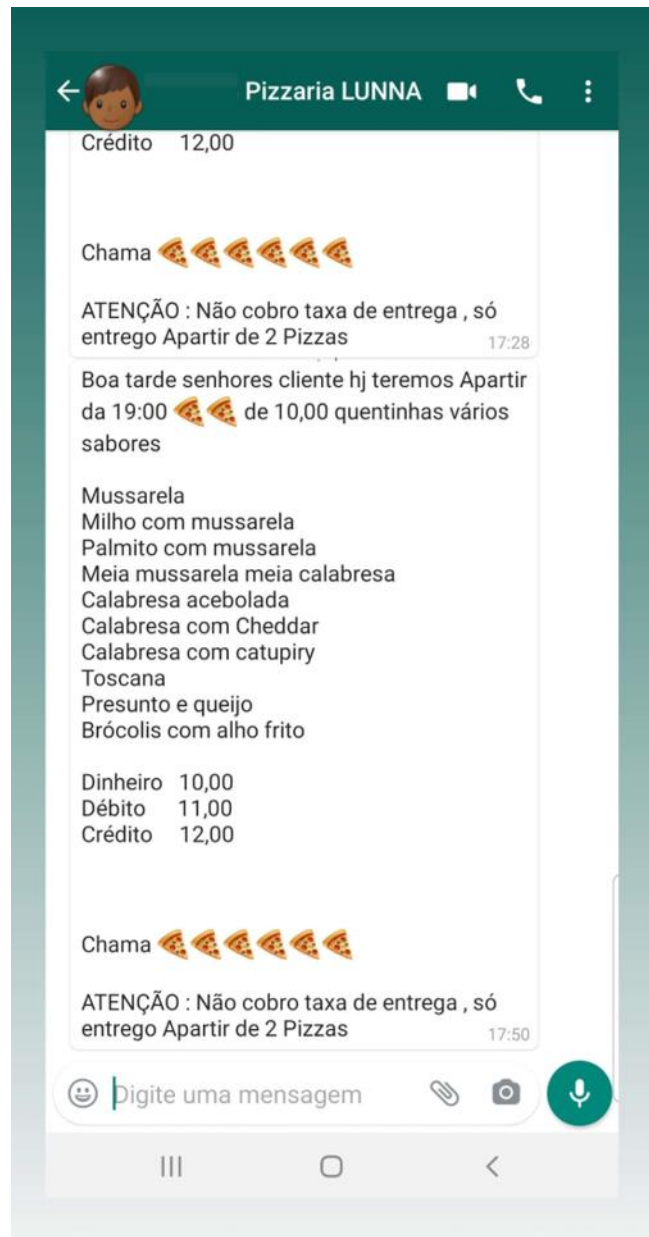 Pizzaria LUNNA
Crédito 12,00
Chama
ATENÇÃO : Não cobro taxa de entrega , só
entrego Apartir de 2 Pizzas
17:28
Boa tarde senhores cliente hj teremos Apartir
da 19:00 de 10,00 quentinhas vários
sabores
Mussarela
Milho com mussarela
Palmito com mussarela
Meia mussarela meia calabresa
Calabresa acebolada
Calabresa com Cheddar
Calabresa com catupiry
Toscana
Presunto e queijo
Brócolis com alho frito
Dinheiro 10,00
Débito 11,00
Crédito 12,00
Chama
ATENÇÃO : Não cobro taxa de entrega , só
entrego Apartir de 2 Pizzas
17:50
Digite uma mensagem